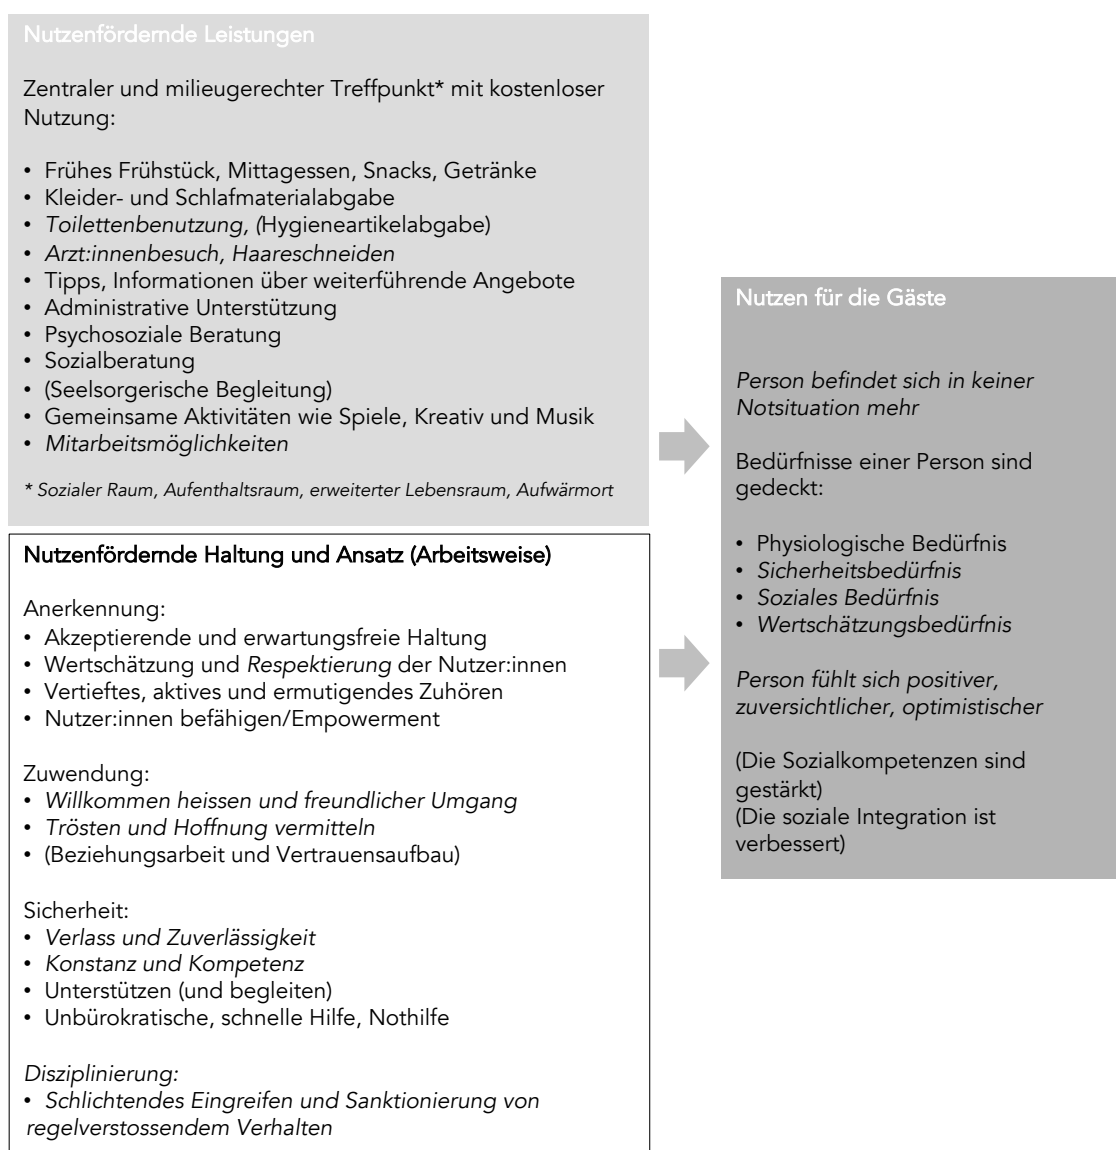 Nutzenfördernde Leistungen
Zentraler und milieugerechter Treffpunkt* mit kostenloser
Nutzung:
• Frühes Frühstück, Mittagessen, Snacks, Getränke
• Kleider- und Schlafmaterialabgabe
• Toilettenbenutzung, (Hygieneartikelabgabe)
• Arzt:innenbesuch, Haareschneiden
• Tipps, Informationen über weiterführende Angebote
• Administrative Unterstützung
• Psychosoziale Beratung
• Sozialberatung
• (Seelsorgerische Begleitung)
• Gemeinsame Aktivitäten wie Spiele, Kreativ und Musik
• Mitarbeitsmöglichkeiten
* Sozialer Raum, Aufenthaltsraum, erweiterter Lebensraum, Aufwärmort
Nutzenfördernde Haltung und Ansatz (Arbeitsweise)
Anerkennung:
• Akzeptierende und erwartungsfreie Haltung
• Wertschätzung und Respektierung der Nutzer:innen
• Vertieftes, aktives und ermutigendes Zuhören
• Nutzer:innen befähigen/Empowerment
Zuwendung:
• Willkommen heissen und freundlicher Umgang
• Trösten und Hoffnung vermitteln
• (Beziehungsarbeit und Vertrauensaufbau)
Sicherheit:
• Verlass und Zuverlässigkeit
• Konstanz und Kompetenz
• Unterstützen (und begleiten)
• Unbürokratische, schnelle Hilfe, Nothilfe
Disziplinierung:
• Schlichtendes Eingreifen und Sanktionierung von
regelverstossendem Verhalten
Nutzen für die Gäste
Person befindet sich in keiner
Notsituation mehr
Bedürfnisse einer Person sind
gedeckt:
• Physiologische Bedürfnis
• Sicherheitsbedürfnis
• Soziales Bedürfnis
• Wertschätzungsbedürfnis
Person fühlt sich positiver,
zuversichtlicher, optimistischer
(Die Sozialkompetenzen sind
gestärkt)
(Die soziale Integration ist
verbessert)